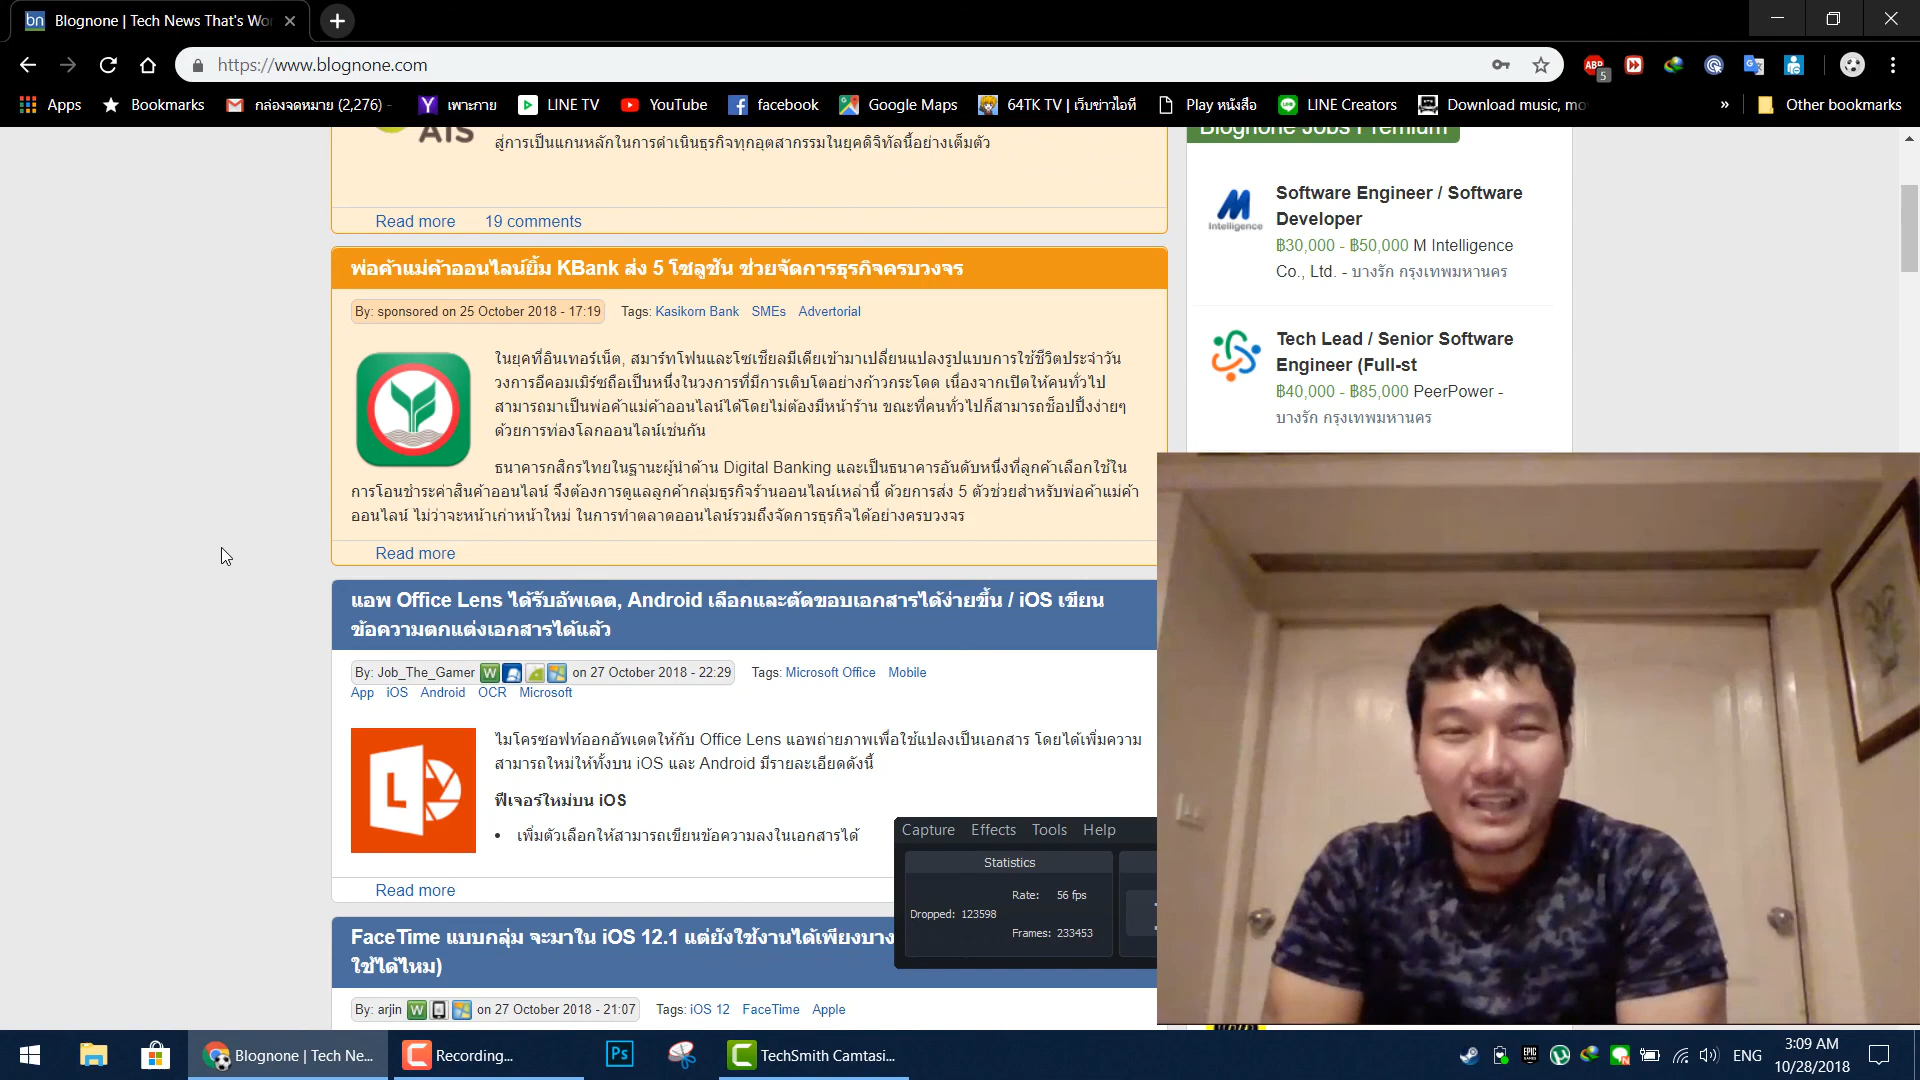 bn Blognone | Tech News That's Wo
https://www.blognone.com
ABP 5
Apps Bookmarks กล่องจดหมาย (2,276) - เพาะกาย LINE TV YouTube facebook Google Maps 64TK TV | เว็บข่าวไอที Play หนังสือ LINE Creators Download music, mo » Other bookmarks
AIS
สู่การเป็นแกนหลักในการดำเนินธุรกิจทุกอุตสาหกรรมในยุคดิจิทัลนี้อย่างเต็มตัว
Read more 19 comments
พ่อค้าแม่ค้าออนไลน์ยิ้ม KBank ส่ง 5 โซลูชัน ช่วยจัดการธุรกิจครบวงจร
By: sponsored on 25 October 2018 - 17:19 Tags: Kasikorn Bank SMEs Advertorial
ในยุคที่อินเทอร์เน็ต, สมาร์ทโฟนและโซเชียลมีเดียเข้ามาเปลี่ยนแปลงรูปแบบการใช้ชีวิตประจำวัน
วงการอีคอมเมิร์ซถือเป็นหนึ่งในวงการที่มีการเติบโตอย่างก้าวกระโดด เนื่องจากเปิดให้คนทั่วไป
สามารถมาเป็นพ่อค้าแม่ค้าออนไลน์ได้โดยไม่ต้องมีหน้าร้าน ขณะที่คนทั่วไปก็สามารถช็อปปิ้งง่ายๆ
ด้วยการท่องโลกออนไลน์เช่นกัน
ธนาคารกสิกรไทยในฐานะผู้นำด้าน Digital Banking และเป็นธนาคารอันดับหนึ่งที่ลูกค้าเลือกใช้ใน
การโอนชำระค่าสินค้าออนไลน์ จึงต้องการดูแลลูกค้ากลุ่มธุรกิจร้านออนไลน์เหล่านี้ ด้วยการส่ง 5 ตัวช่วยสำหรับพ่อค้าแม่ค้า
ออนไลน์ ไม่ว่าจะหน้าเก่าหน้าใหม่ ในการทำตลาดออนไลน์รวมถึงจัดการธุรกิจได้อย่างครบวงจร
Read more
แอพ Office Lens ได้รับอัพเดต, Android เลือกและตัดขอบเอกสารได้ง่ายขึ้น / iOS เขียน
ข้อความตกแต่งเอกสารได้แล้ว
By: Job_The_Gamer W on 27 October 2018 - 22:29 Tags: Microsoft Office Mobile
App iOS Android OCR Microsoft
L
ไมโครซอฟท์ออกอัพเดตให้กับ Office Lens แอพถ่ายภาพเพื่อใช้แปลงเป็นเอกสาร โดยได้เพิ่มความ
สามารถใหม่ให้ทั้งบน iOS และ Android มีรายละเอียดดังนี้
ฟีเจอร์ใหม่บน iOS
• เพิ่มตัวเลือกให้สามารถเขียนข้อความลงในเอกสารได้
Read more
FaceTime แบบกลุ่ม จะมาใน iOS 12.1 แต่ยังใช้งานได้เพียงบาง
ใช้ได้ไหม)
By: arjin W on 27 October 2018 - 21:07 Tags: iOS 12 FaceTime Apple
Blognone Jobs Premium
M Intelligence
Software Engineer / Software
Developer
฿30,000 - ฿50,000 M Intelligence
Co., Ltd. - บางรัก กรุงเทพมหานคร
Tech Lead / Senior Software
Engineer (Full-st
฿40,000 - ฿85,000 PeerPower -
บางรัก กรุงเทพมหานคร
Capture Effects Tools Help
Statistics
Rate: 56 fps
Dropped: 123598
Frames: 233453
Blognone | Tech Ne... Recording... Ps TechSmith Camtasi...
ENG
3:09 AM
10/28/2018